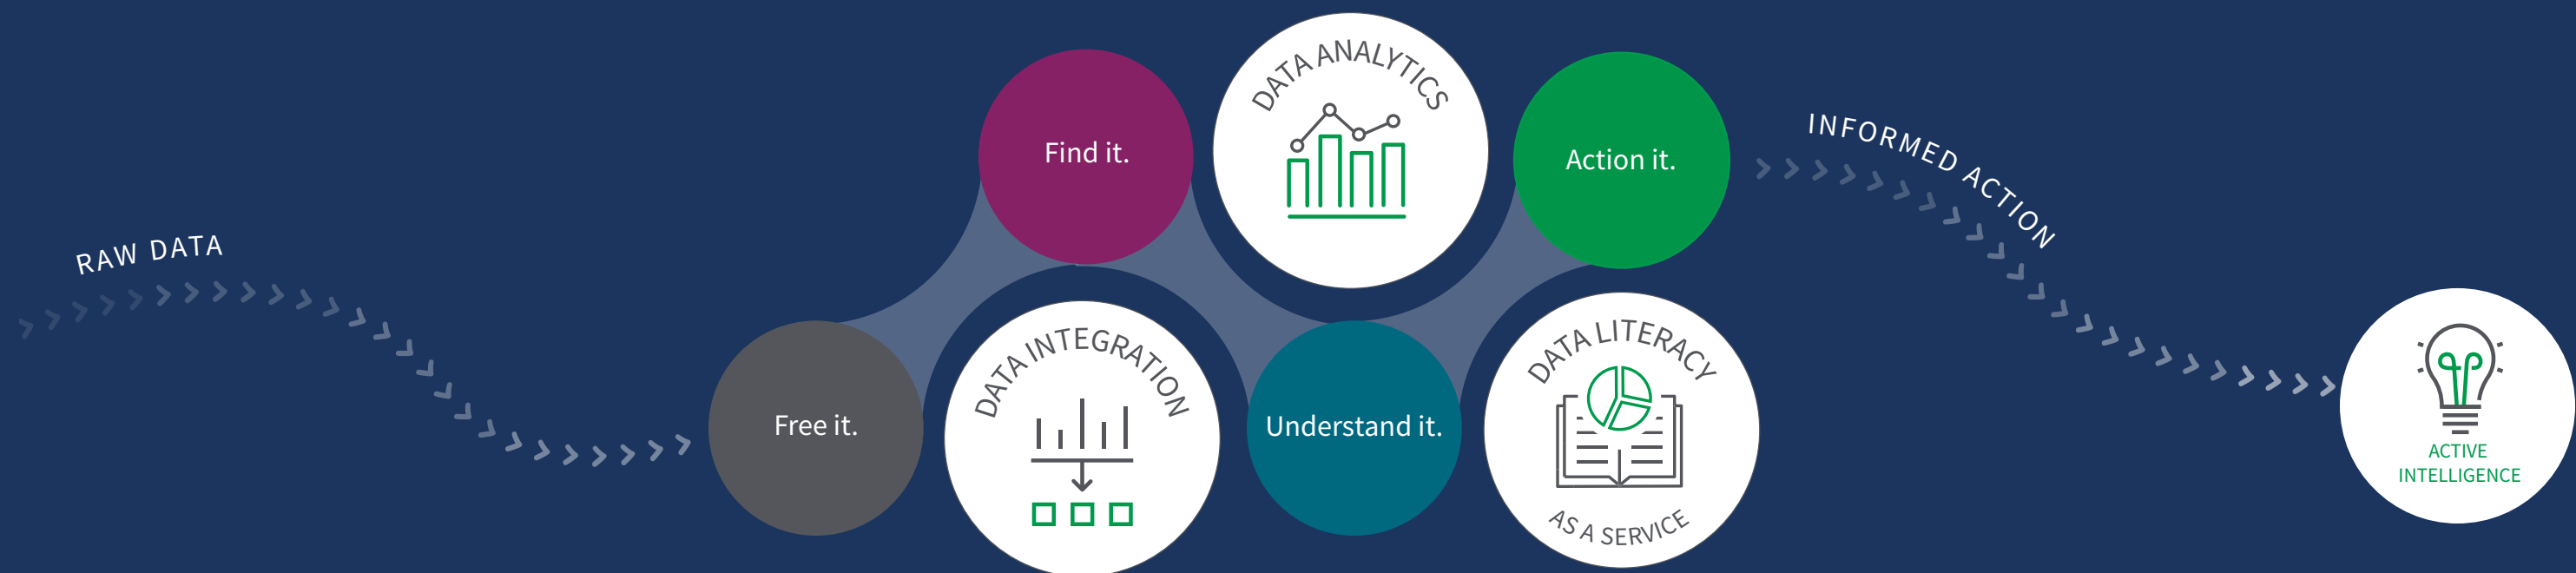 RAW DATA
Free it.
Find it.
DATA INTEGRATION
DATA ANALYTICS
Understand it.
Action it.
DATA LITERACY
AS A SERVICE
INFORMED ACTION
ACTIVE
INTELLIGENCE